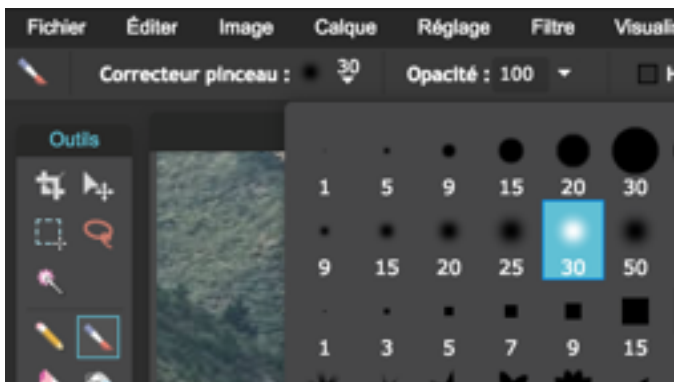 Fichier Éditer Image Calque Réglage Filtre
Correcteur pinceau : 30 Opacité : 100
Outils
1 5 9 15 20 30
9 15 20 25 30 50
1 3 5 7 9 15